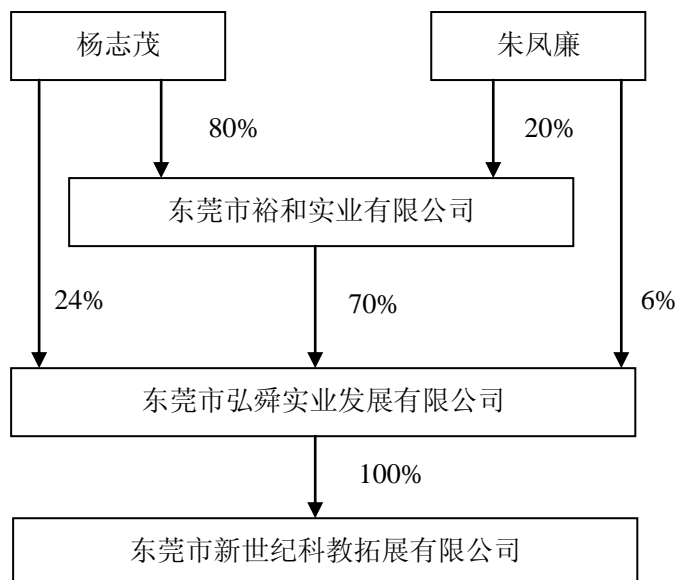 杨志茂
朱凤廉
80%
20%
东莞市裕和实业有限公司
24%
70%
6%
东莞市弘舜实业发展有限公司
100%
东莞市新世纪科教拓展有限公司